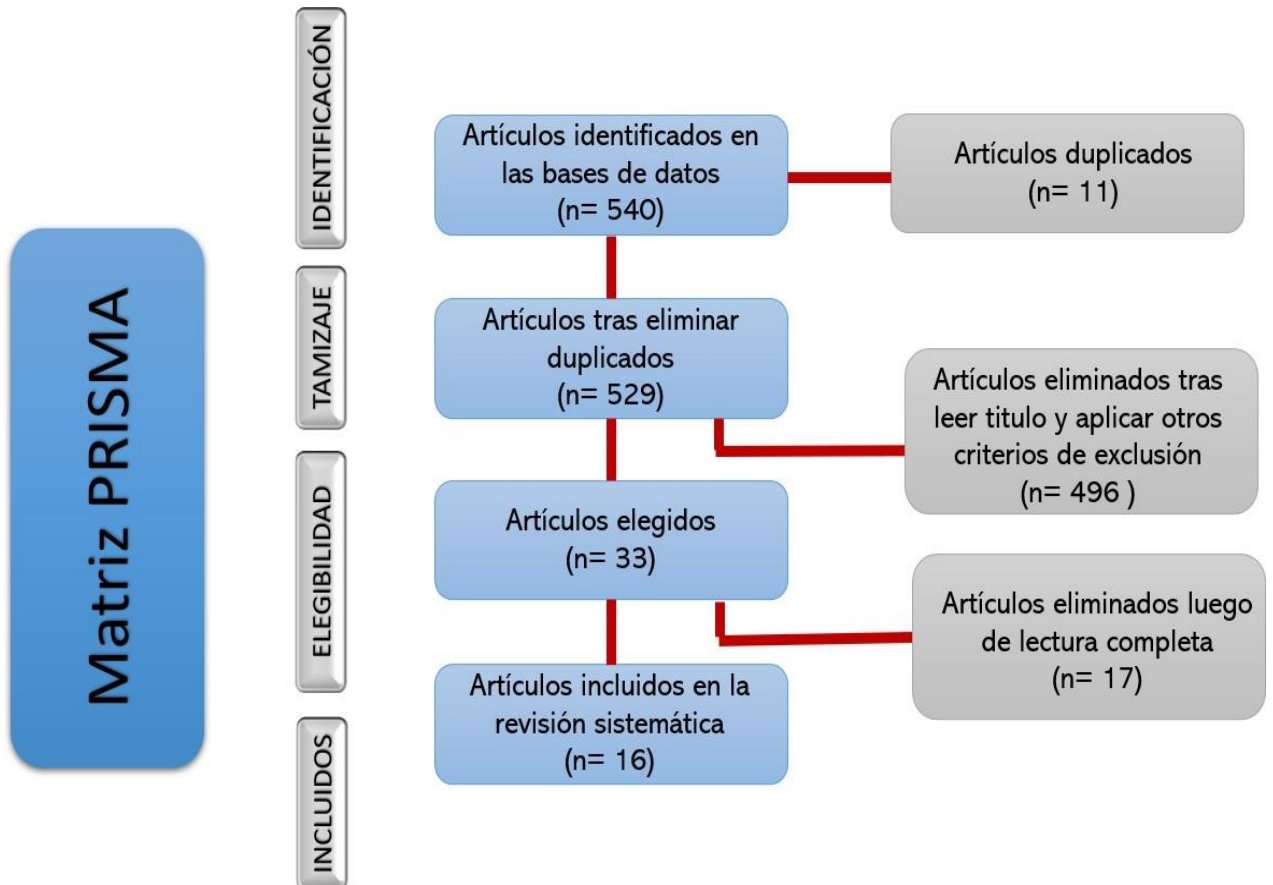 Matriz PRISMA
IDENTIFICACIÓN
TAMIZAJE
ELEGIBILIDAD
INCLUIDOS
Artículos identificados en
las bases de datos
(n= 540)
Artículos duplicados
(n= 11)
Artículos tras eliminar
duplicados
(n= 529)
Artículos eliminados tras
leer titulo y aplicar otros
criterios de exclusión
(n= 496 )
Artículos elegidos
(n= 33)
Artículos eliminados luego
de lectura completa
(n= 17)
Artículos incluidos en la
revisión sistemática
(n= 16)